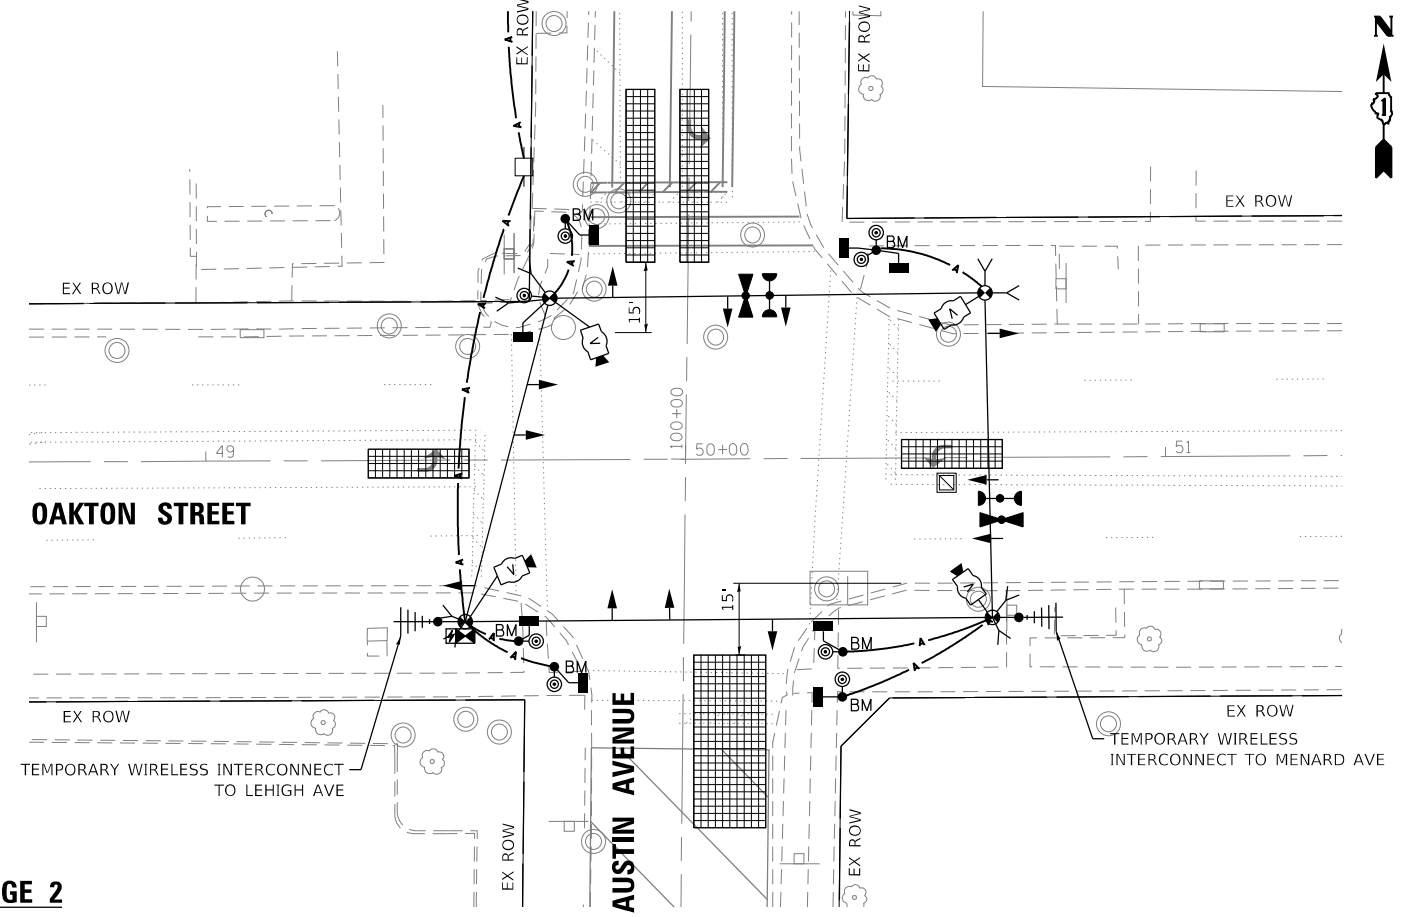 EX ROW
EX ROW
N
1
A
A
EX ROW
BM
BM
A
A
A
EX ROW
A
15'
V
V
A
100+00
49
50+00
51
A
OAKTON STREET
A
A
V
V
15'
BM
A
A
BM
A
BM
A
BM
EX ROW
EX ROW
TEMPORARY WIRELESS INTERCONNECT
TO LEHIGH AVE
TEMPORARY WIRELESS
INTERCONNECT TO MENARD AVE
AUSTIN AVENUE
EX ROW
EX ROW
GE 2